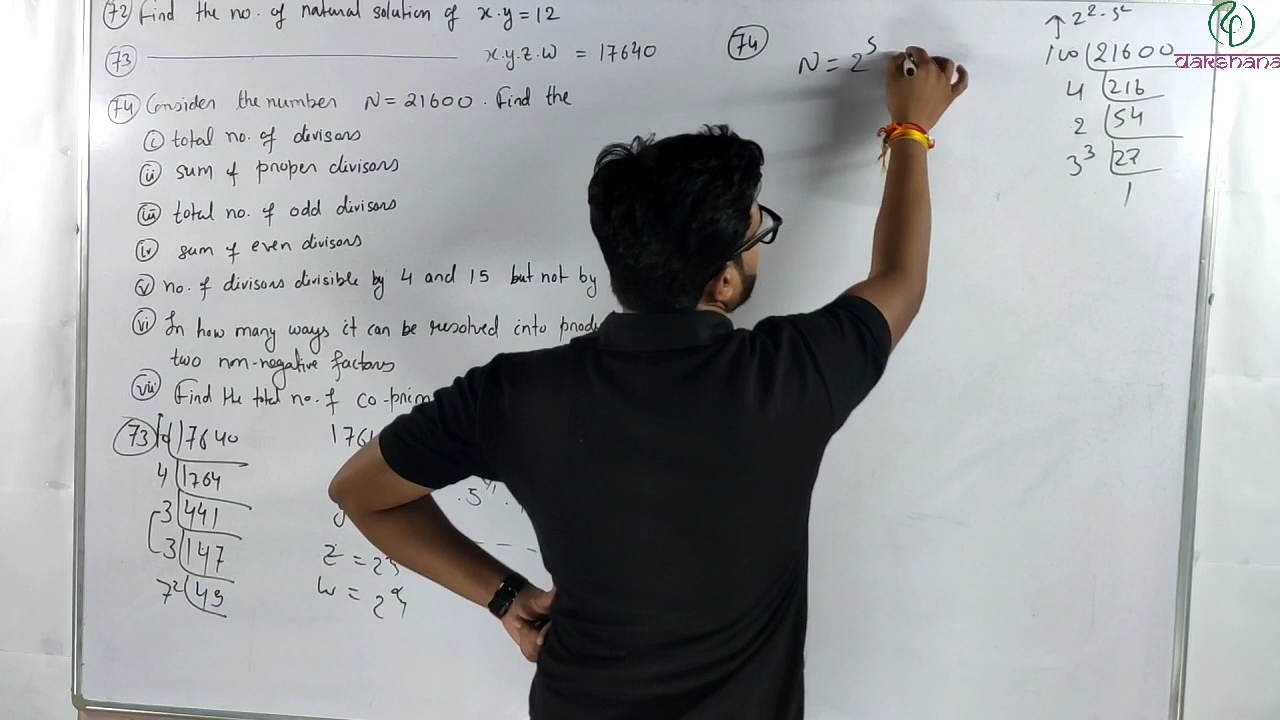 72 Find the no. of natural solution of x.y = 12
73 x.y.z.w = 17640
74 Consider the number N = 21600. Find the
i total no. of divisors
ii sum of proper divisors
iii total no. of odd divisors
iv sum of even divisors
v no. of divisors divisible by 4 and 15 but not by
vi In how many ways it can be resolved into
two non-negative factors
vii Find the total no. of
73 17640
4 1764
3 441
3 147
7² 49
z = 2
w = 2
74 N = 2⁵
2²·5²
100 21600
4 216
2 54
3³ 27
1
darshana